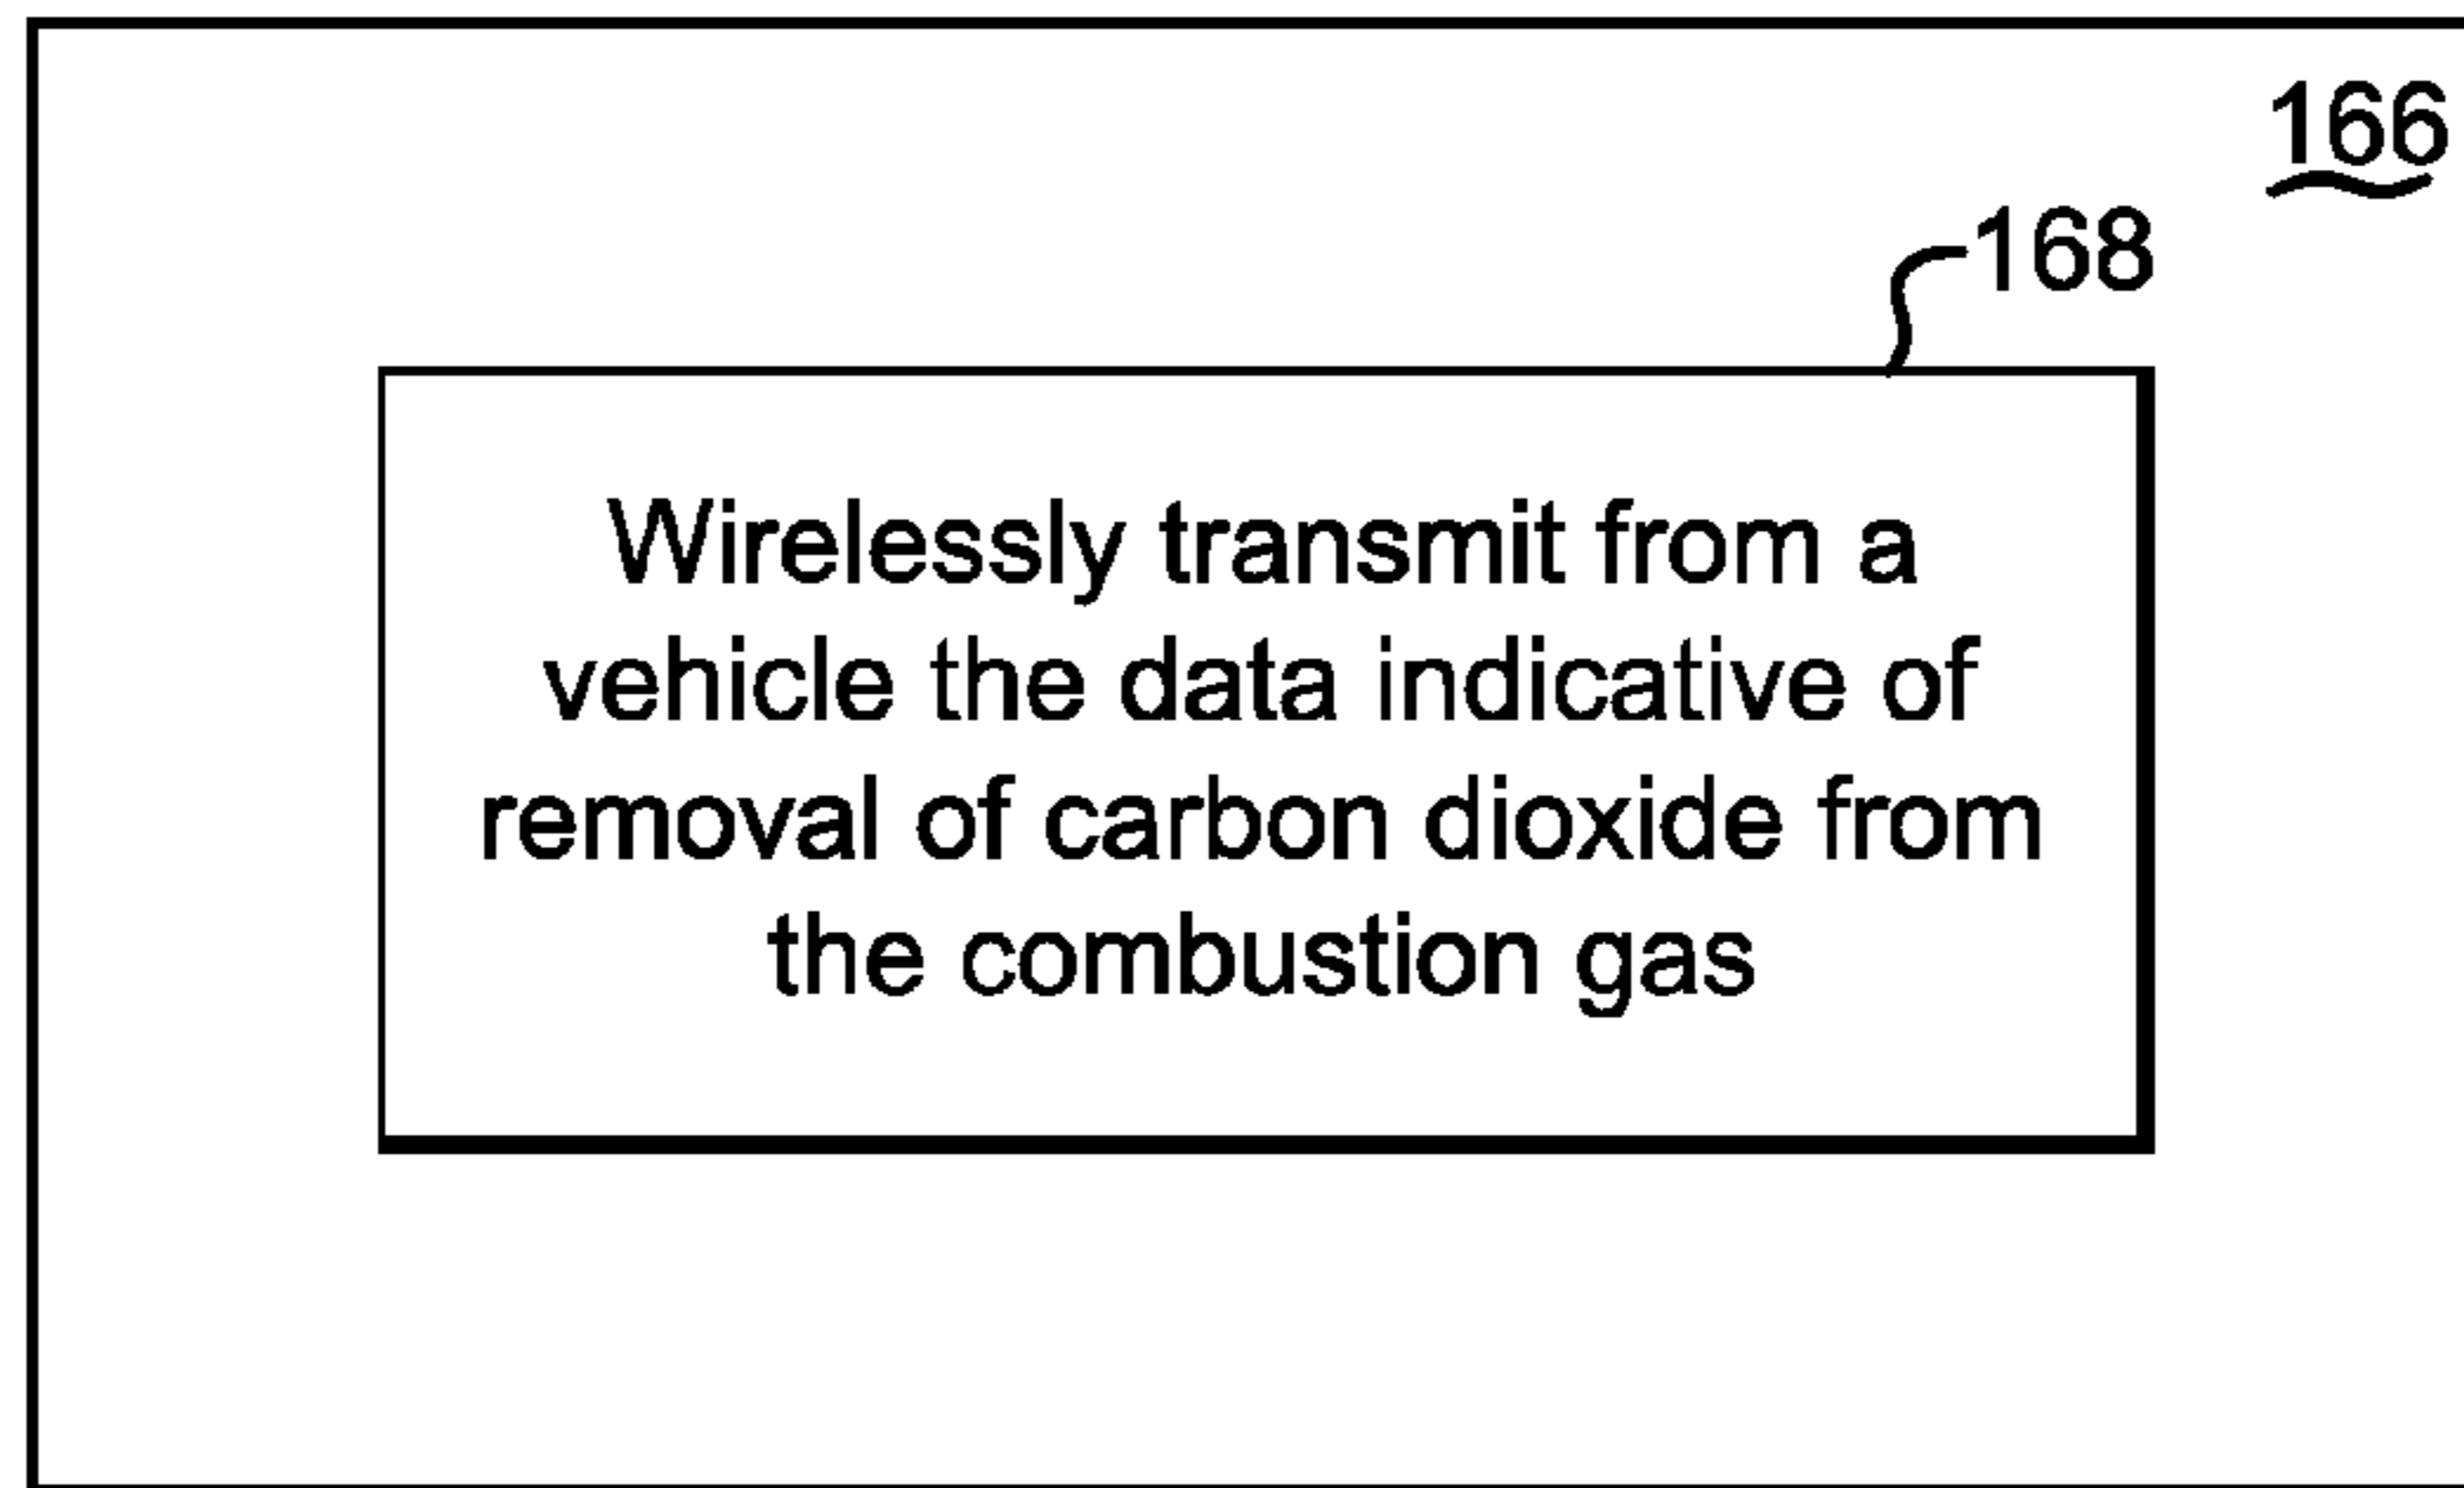 166
168
Wirelessly transmit from a
vehicle the data indicative of
removal of carbon dioxide from
the combustion gas